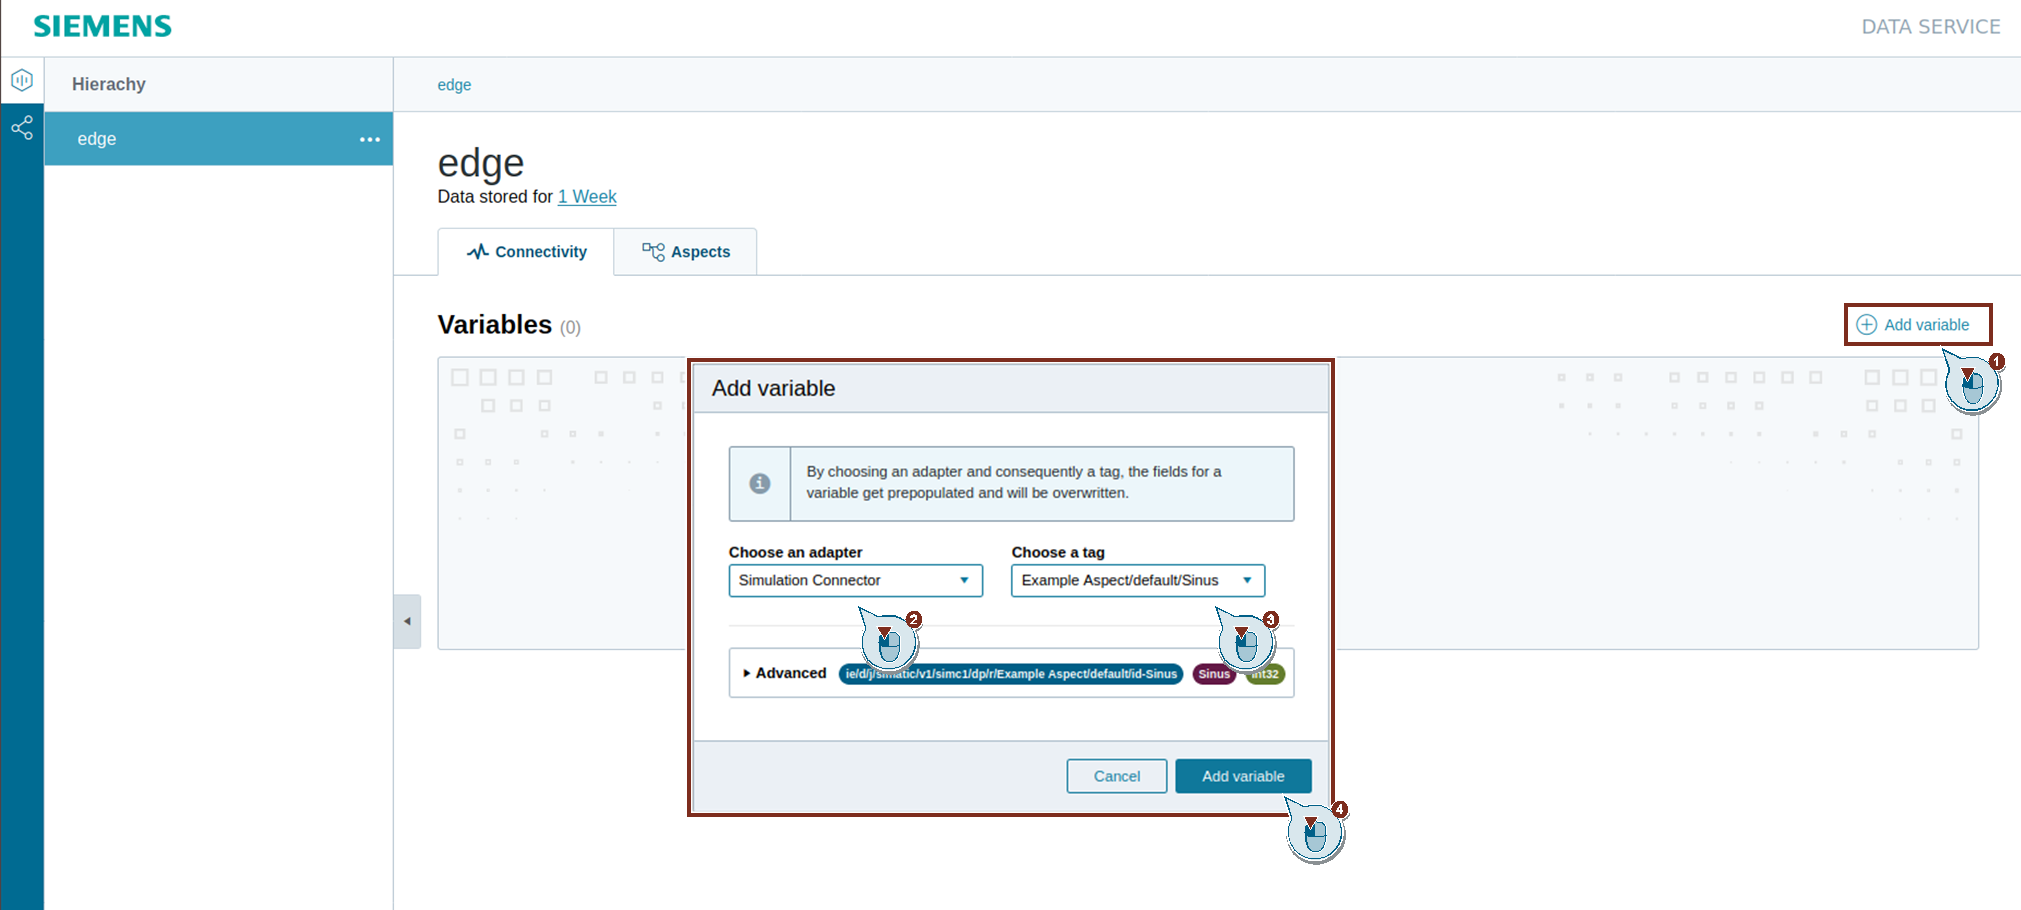 SIEMENS
DATA SERVICE
Hierachy
edge
edge
edge
Data stored for 1 Week
Connectivity
Aspects
Variables (0)
Add variable
1
Add variable
By choosing an adapter and consequently a tag, the fields for a
variable get prepopulated and will be overwritten.
Choose an adapter
Choose a tag
Simulation Connector
Example Aspect/default/Sinus
2
3
Advanced
ie/d/j/simatic/v1/simc1/dp/r/Example Aspect/default/id-Sinus
Sinus
Int32
Cancel
Add variable
4